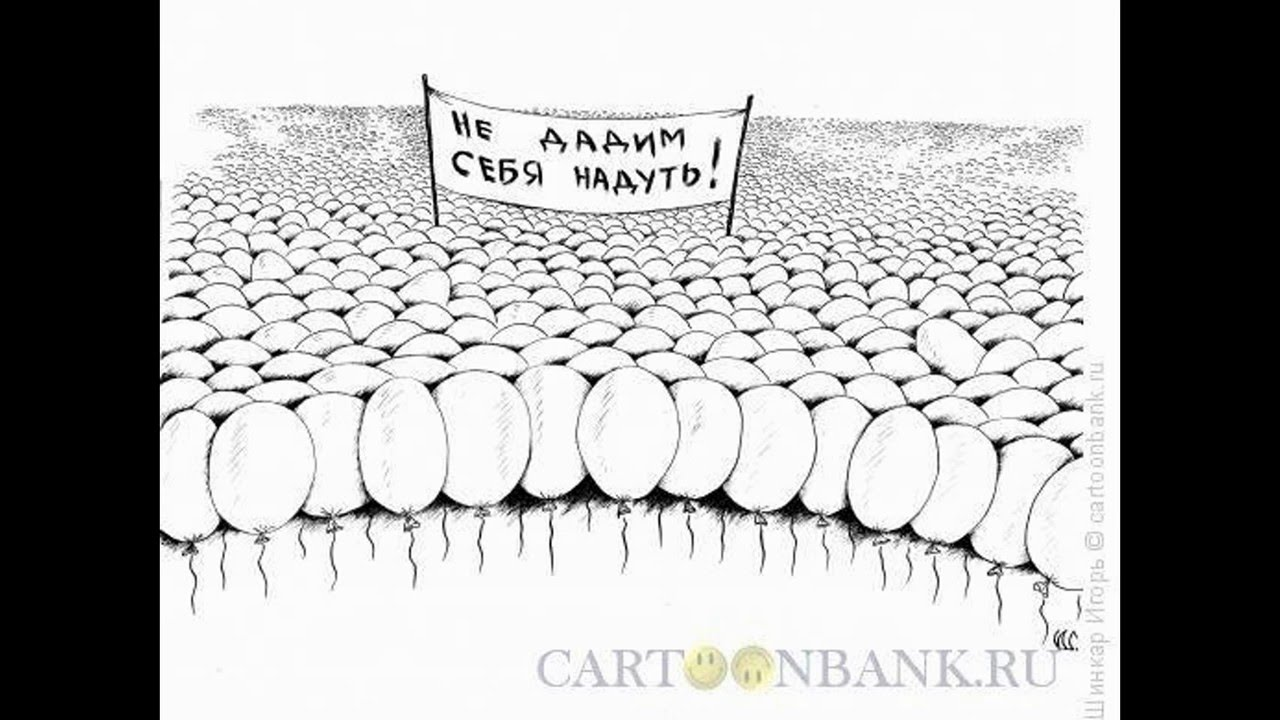 НЕ ДАДИМ
СЕБЯ НАДУТЬ!
CARTOONBANK.RU
Шинкар Игорь © cartoonbank.ru